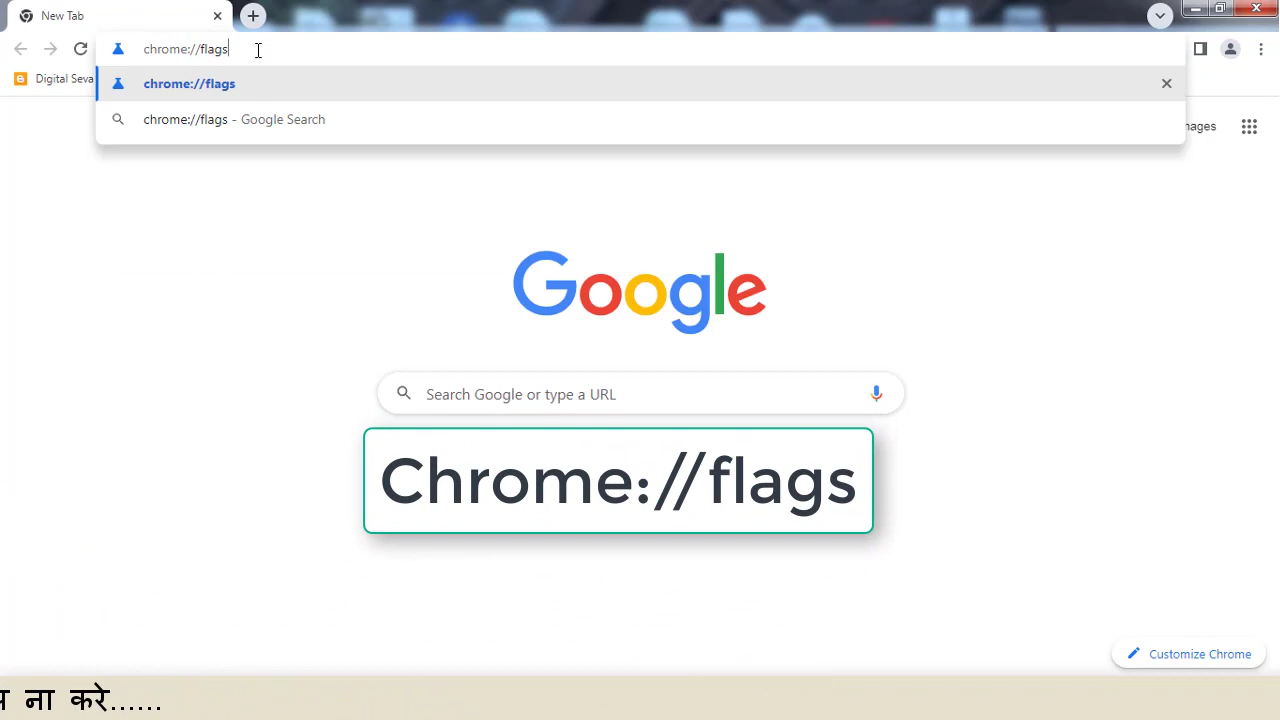 New Tab
chrome://flags
Digital Seva
chrome://flags
chrome://flags - Google Search
Google
Search Google or type a URL
Chrome://flags
Customize Chrome
ना करे......